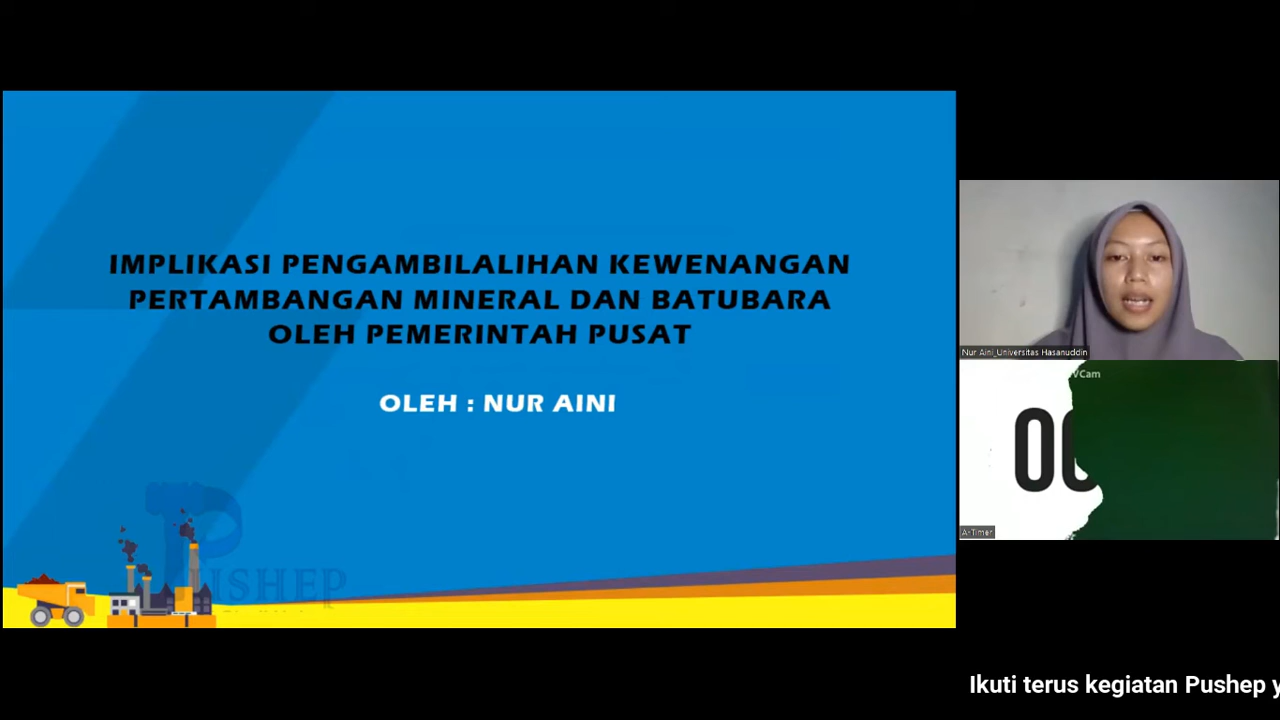 IMPLIKASI PENGAMBILALIHAN KEWENANGAN
PERTAMBANGAN MINERAL DAN BATUBARA
OLEH PEMERINTAH PUSAT
OLEH : NUR AINI
PUSHEP
Nur Aini_Universitas Hasanuddin
A-Timer
Ikuti terus kegiatan Pushep y